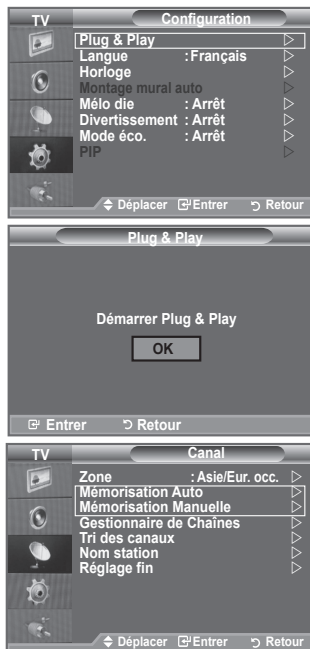 TV Configuration
Plug & Play
Langue : Français
Horloge
Montage mural auto
Mélo die : Arrêt
Divertissement : Arrêt
Mode éco. : Arrêt
PIP
Déplacer Entrer Retour
Plug & Play
Démarrer Plug & Play
OK
Entrer Retour
TV Canal
Zone : Asie/Eur. occ.
Mémorisation Auto
Mémorisation Manuelle
Gestionnaire de Chaînes
Tri des canaux
Nom station
Réglage fin
Déplacer Entrer Retour